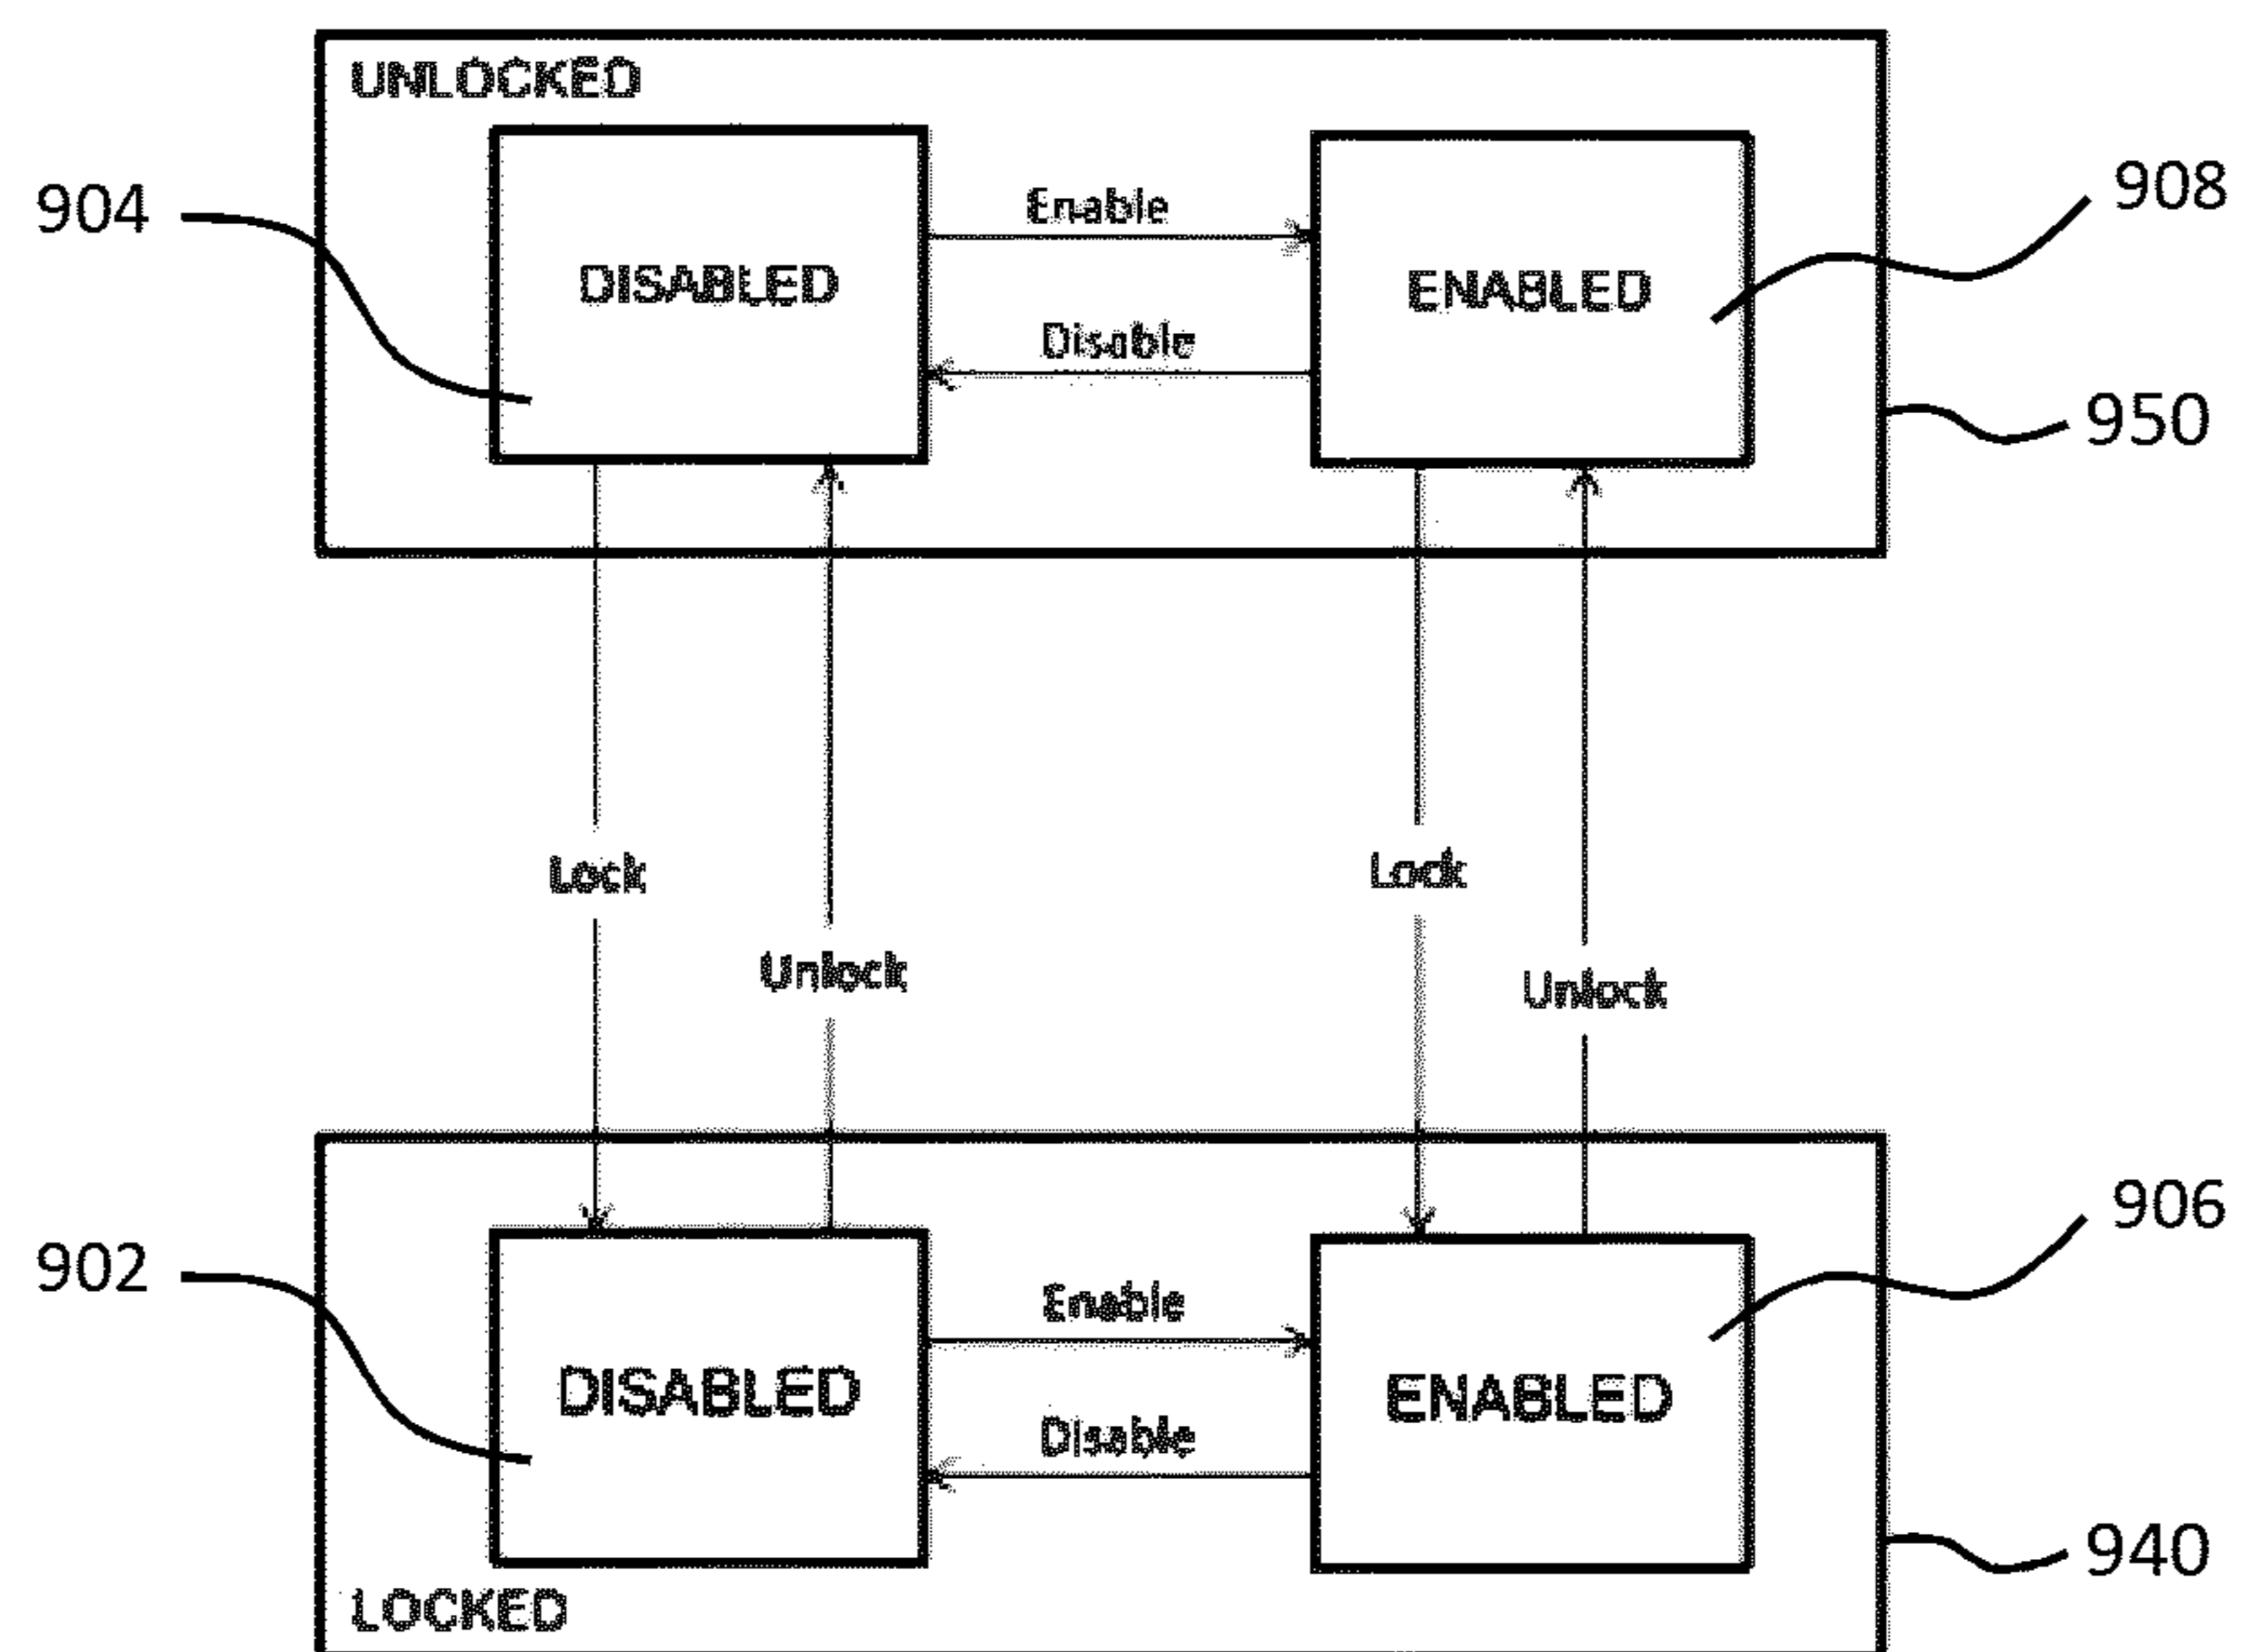 UNLOCKED
904
908
Enable
DISABLED
ENABLED
Disable
950
Lock
Lock
Unlock
Unlock
906
902
Enable
DISABLED
ENABLED
Disable
940
LOCKED